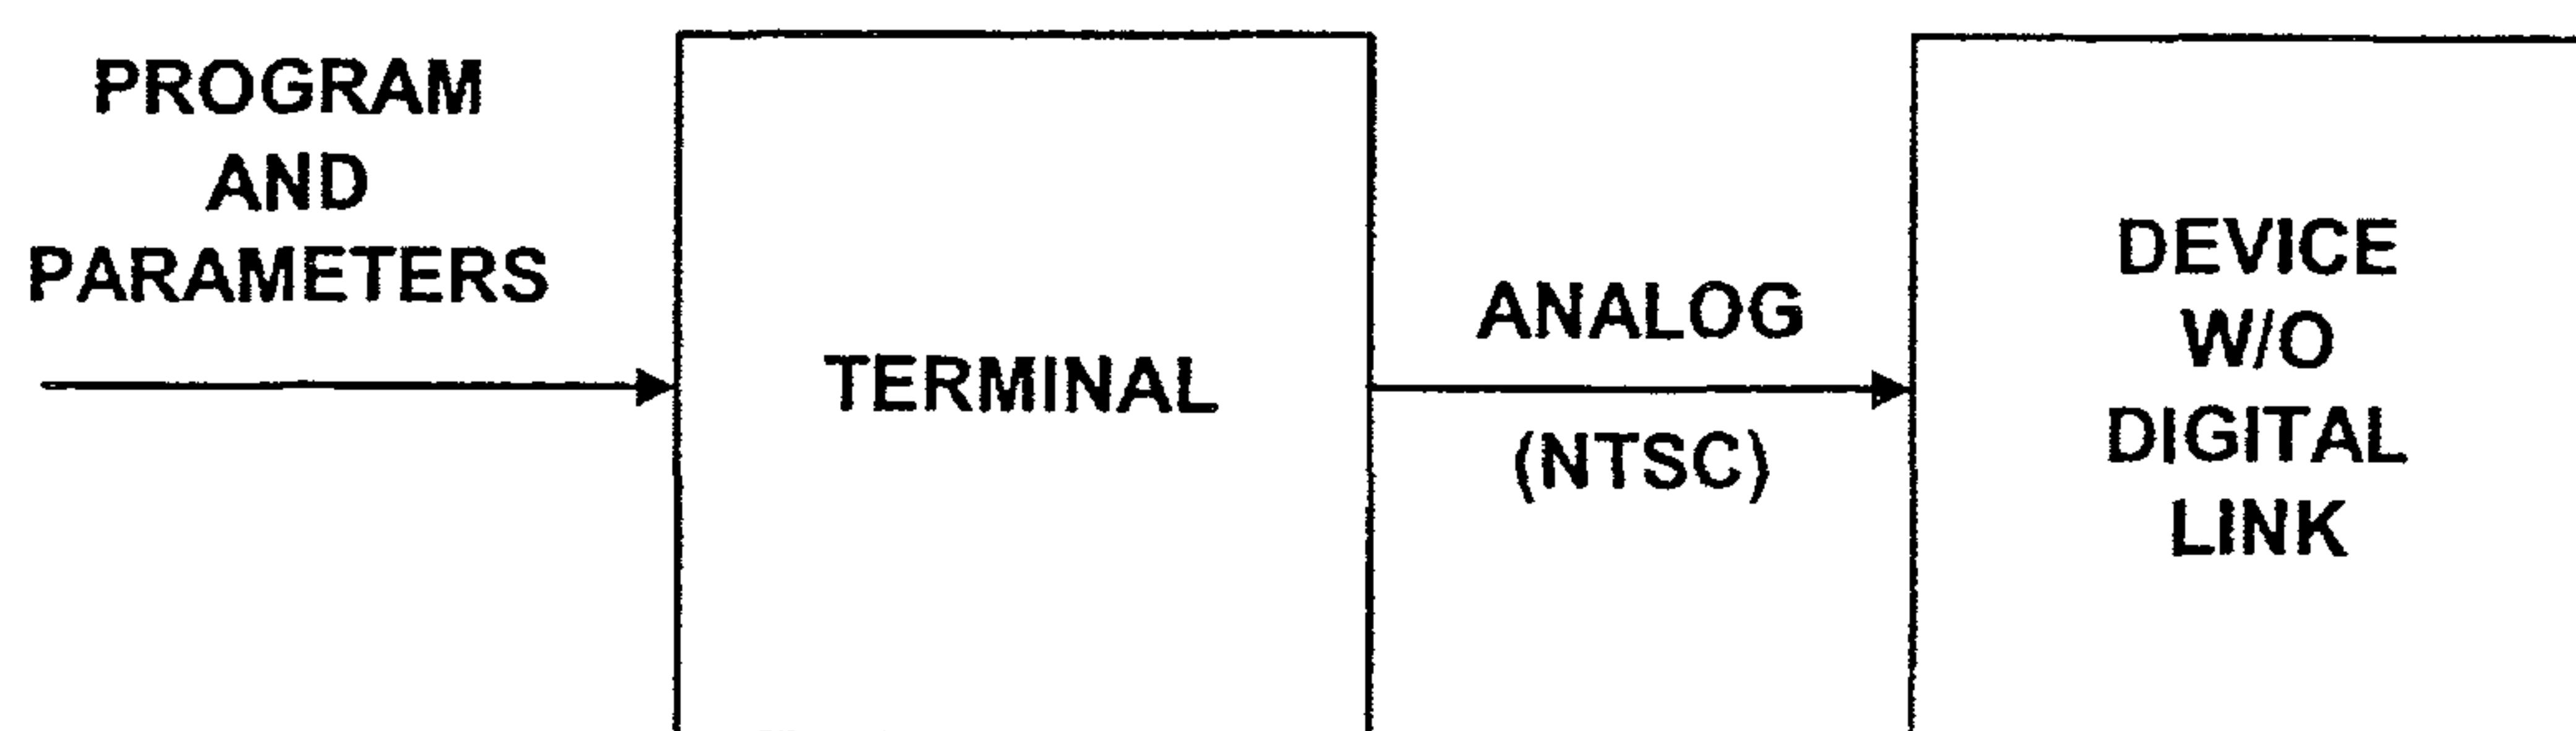 PROGRAM
AND
PARAMETERS
TERMINAL
ANALOG
(NTSC)
DEVICE
W/O
DIGITAL
LINK